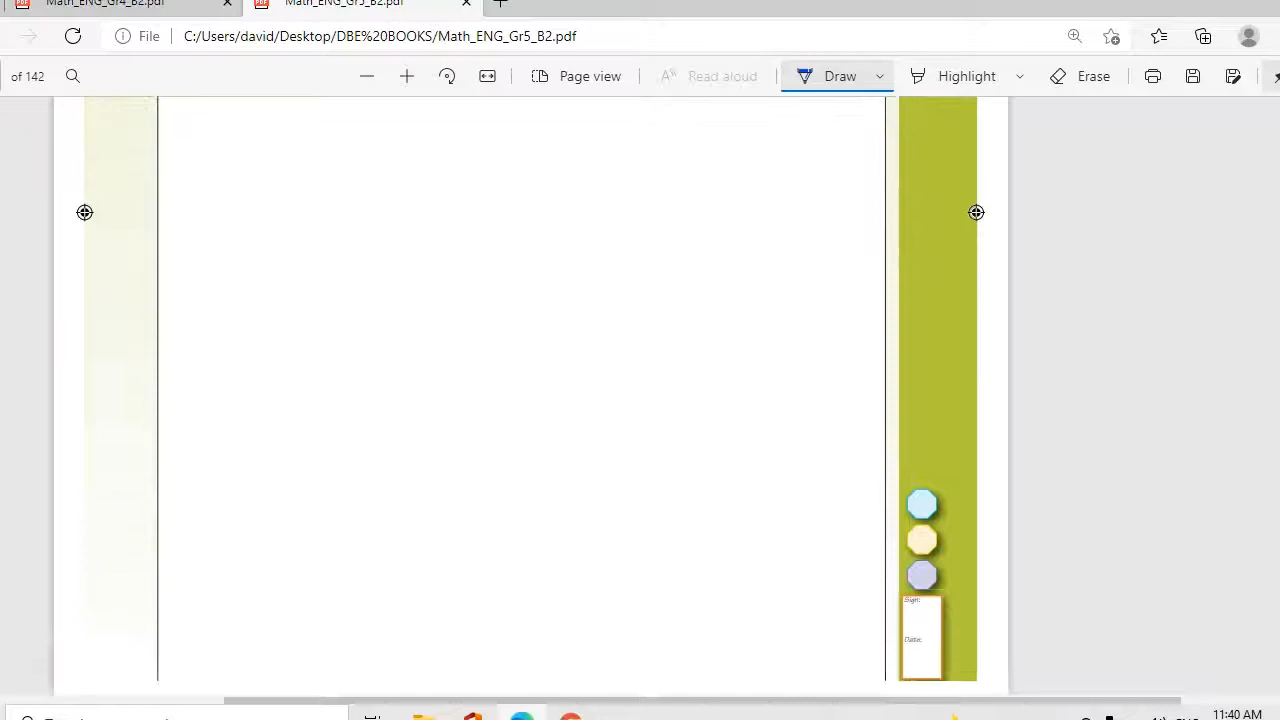 Math_ENG_Gr4_B2.pdf
Math_ENG_Gr5_B2.pdf
File C:/Users/david/Desktop/DBE%20BOOKS/Math_ENG_Gr5_B2.pdf
of 142 Page view Read aloud Draw Highlight Erase
Sign:
Date:
11:40 AM